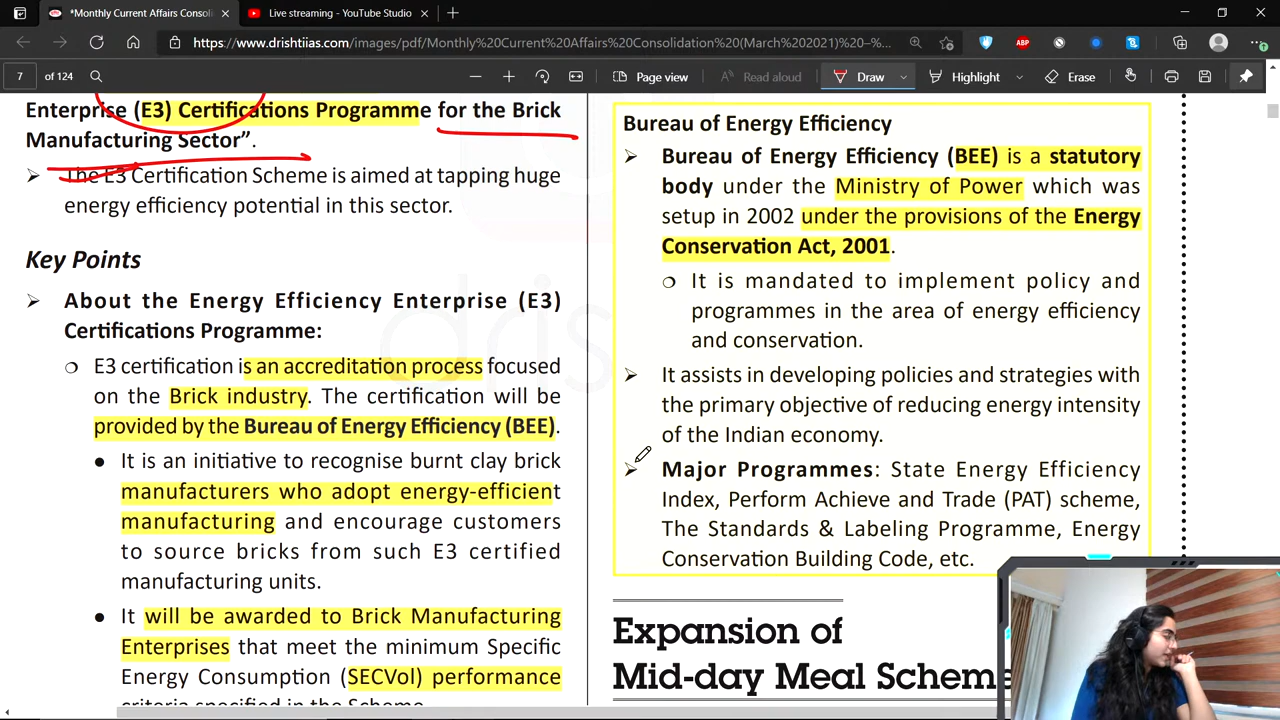 *Monthly Current Affairs Consoli
Live streaming - YouTube Studio
https://www.drishtiias.com/images/pdf/Monthly%20Current%20Affairs%20Consolidation%20(March%202021)%20–%...
ABP
7 of 124
Page view
Read aloud
Draw
Highlight
Erase
Enterprise (E3) Certifications Programme for the Brick
Manufacturing Sector”.
The E3 Certification Scheme is aimed at tapping huge
energy efficiency potential in this sector.
Key Points
About the Energy Efficiency Enterprise (E3)
Certifications Programme:
E3 certification is an accreditation process focused
on the Brick industry. The certification will be
provided by the Bureau of Energy Efficiency (BEE).
It is an initiative to recognise burnt clay brick
manufacturers who adopt energy-efficient
manufacturing and encourage customers
to source bricks from such E3 certified
manufacturing units.
It will be awarded to Brick Manufacturing
Enterprises that meet the minimum Specific
Energy Consumption (SECVol) performance
criteria specified in the Scheme.
Bureau of Energy Efficiency
Bureau of Energy Efficiency (BEE) is a statutory
body under the Ministry of Power which was
setup in 2002 under the provisions of the Energy
Conservation Act, 2001.
It is mandated to implement policy and
programmes in the area of energy efficiency
and conservation.
It assists in developing policies and strategies with
the primary objective of reducing energy intensity
of the Indian economy.
Major Programmes: State Energy Efficiency
Index, Perform Achieve and Trade (PAT) scheme,
The Standards & Labeling Programme, Energy
Conservation Building Code, etc.
Expansion of
Mid-day Meal Scheme
dris